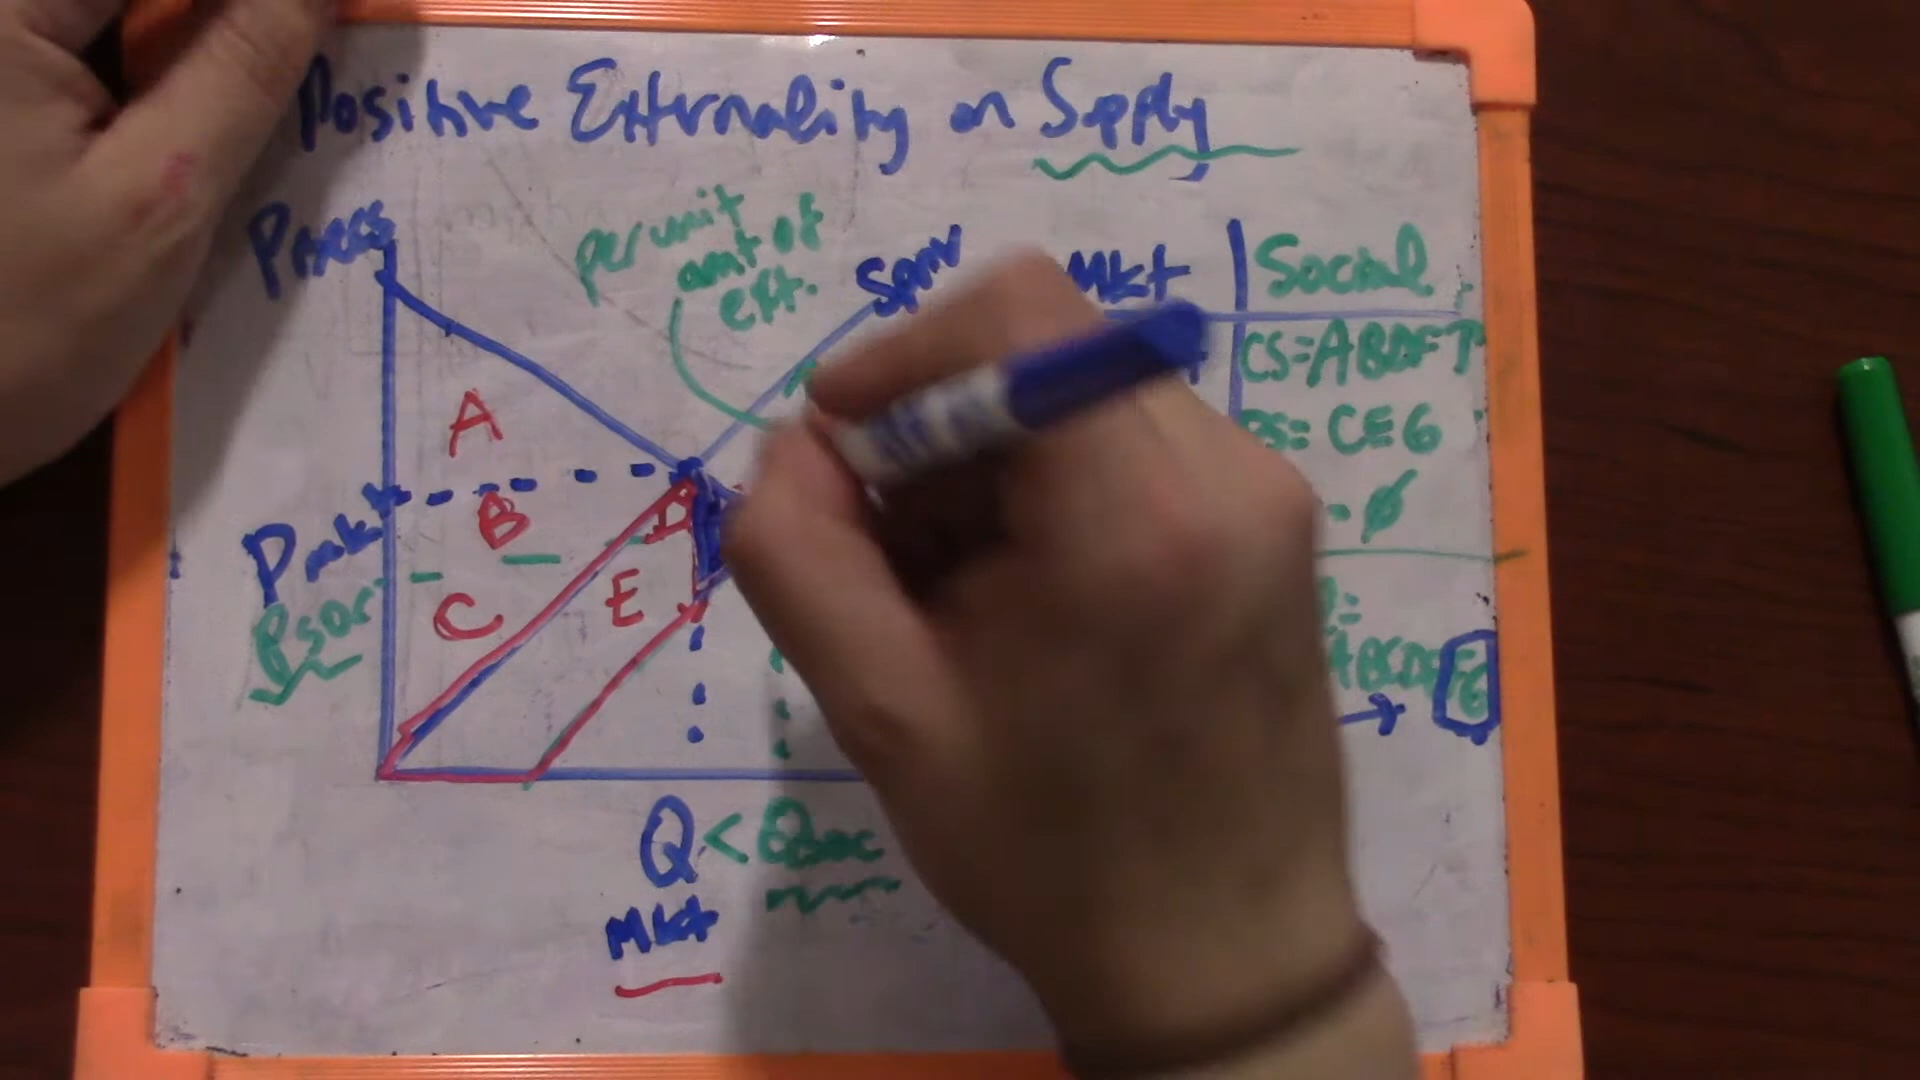 Positive Externality on Supply
Prices
per unit
amt of
ext.
Spriv
Mkt
Social
A
B
C
D
E
Pmkt
Psoc
CS=ABDF
PS= CEG
= ∅
Q < Qsoc
Mkt